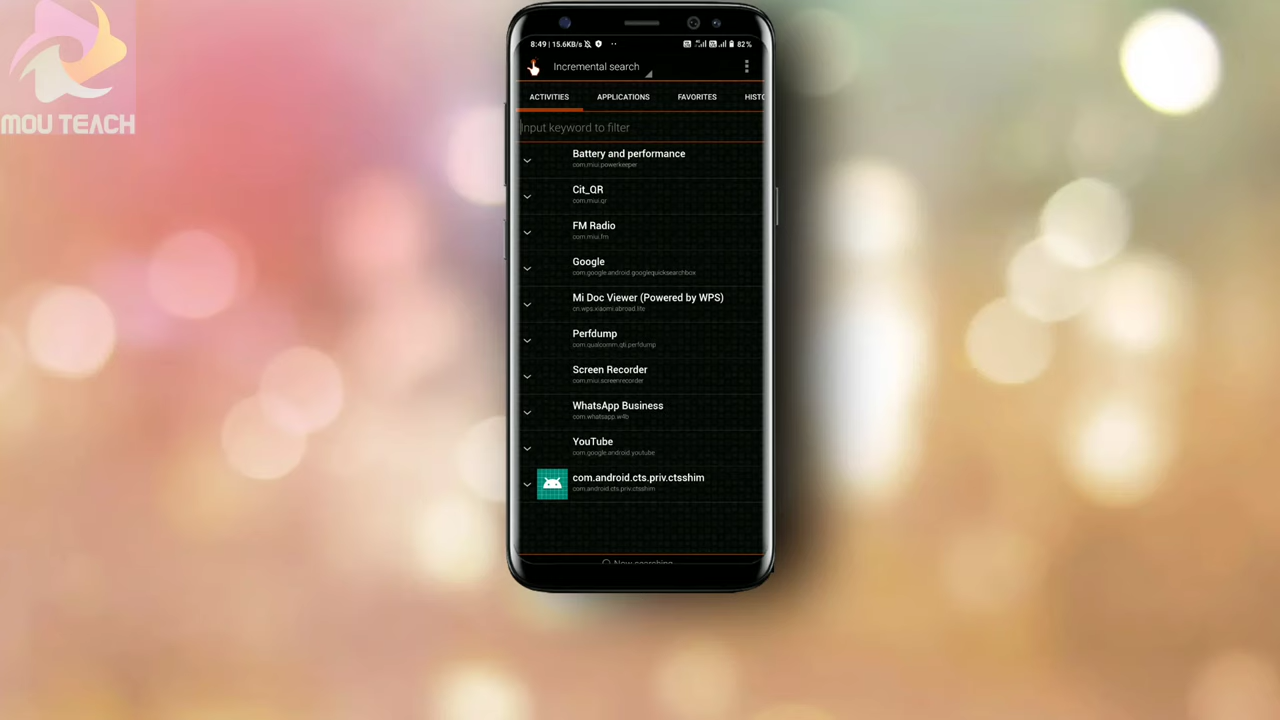 MOU TEACH
8:49 | 15.6KB/s
82%
Incremental search
ACTIVITIES
APPLICATIONS
FAVORITES
HISTO
Input keyword to filter
Battery and performance
com.miui.powerkeeper
Cit_QR
com.miui.qr
FM Radio
com.miui.fm
Google
com.google.android.googlequicksearchbox
Mi Doc Viewer (Powered by WPS)
cn.wps.xiaomi.abroad.lite
Perfdump
com.qualcomm.qti.perfdump
Screen Recorder
com.miui.screenrecorder
WhatsApp Business
com.whatsapp.w4b
YouTube
com.google.android.youtube
com.android.cts.priv.ctsshim
com.android.cts.priv.ctsshim
Now searching